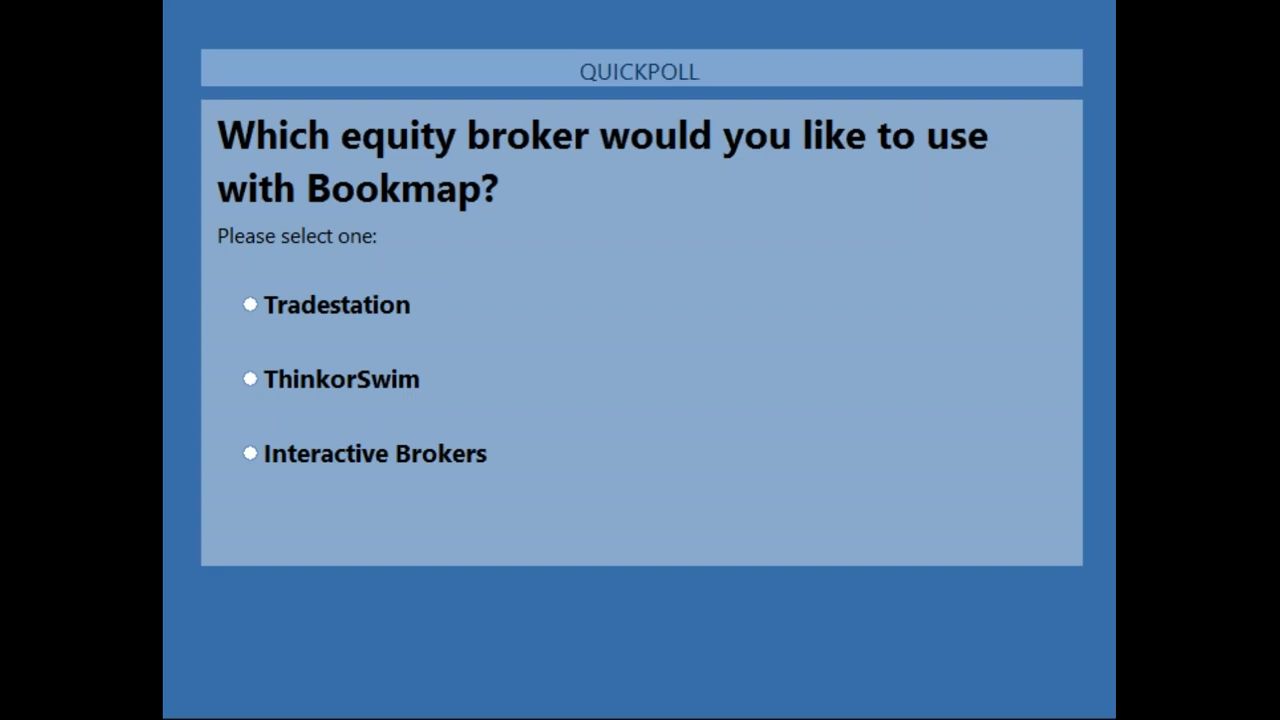 QUICKPOLL
Which equity broker would you like to use
with Bookmap?
Please select one:
Tradestation
ThinkorSwim
Interactive Brokers